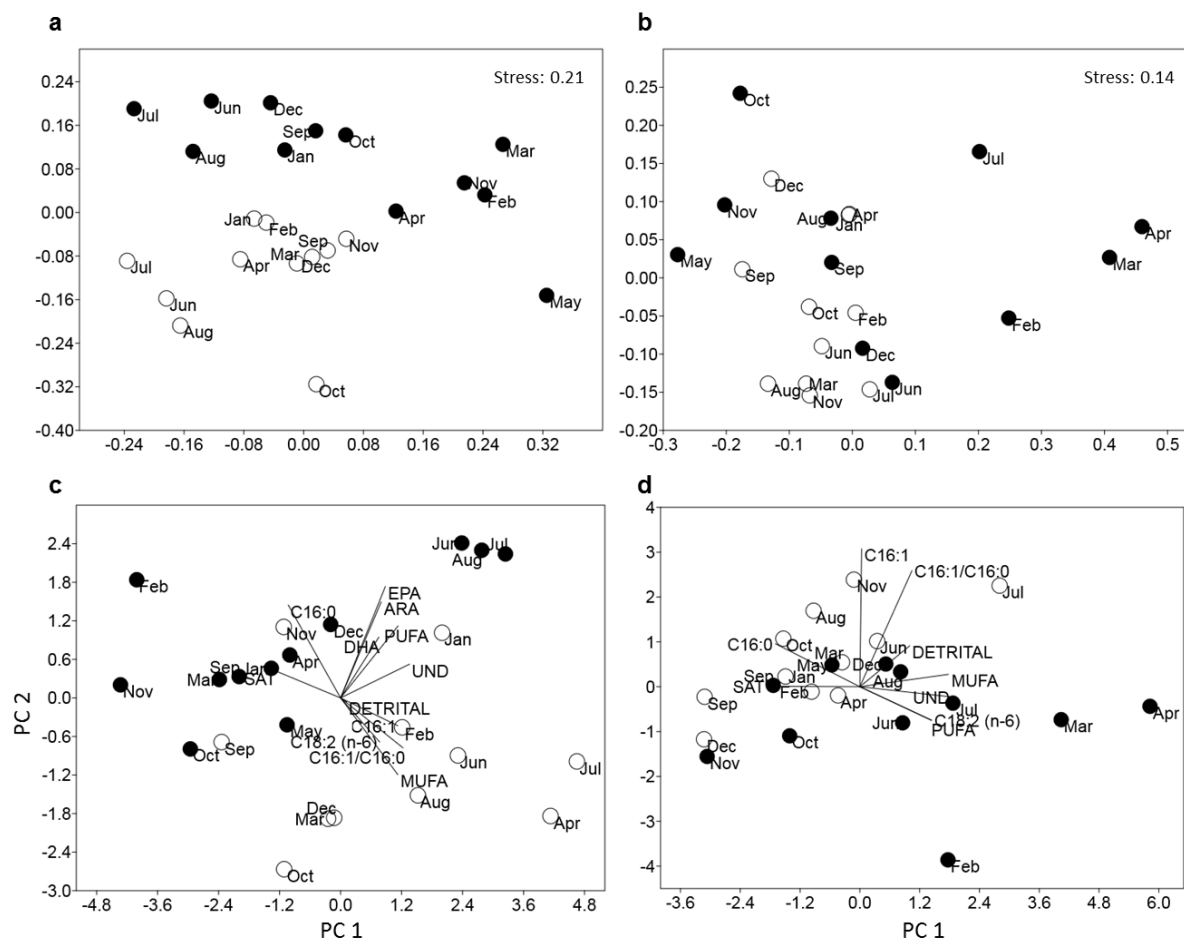 a
Stress: 0.21
0.24
0.16
0.08
0.00
-0.08
-0.16
-0.24
-0.32
-0.40
Jul
Jun
Dec
Sep
Oct
Aug
Jan
Mar
Nov
Feb
Apr
May
Jan
Feb
Sep
Nov
Mar
Dec
Apr
Jul
Jun
Aug
Oct
-0.24 -0.16 -0.08 0.00 0.08 0.16 0.24 0.32
b
Stress: 0.14
0.25
0.20
0.15
0.10
0.05
0.00
-0.05
-0.10
-0.15
-0.20
Oct
Jul
Dec
Nov
Aug
Jan
Apr
Apr
May
Sep
Sep
Mar
Oct
Feb
Feb
Jun
Dec
Aug
Mar
Nov
Jul
Jun
-0.3 -0.2 -0.1 0.0 0.1 0.2 0.3 0.4 0.5
c
PC 2
2.4
1.8
1.2
0.6
0.0
-0.6
-1.2
-1.8
-2.4
-3.0
Jun
Jul
Aug
Feb
EPA
C16:0
ARA
Nov
Dec
PUFA
Jan
DHA
Apr
Sep
Jan
UND
Mar
SAT
Nov
DETRITAL
May
C16:1
Feb
C18:2 (n-6)
Oct
Sep
C16:1/C16:0
Jun
Jul
MUFA
Aug
Dec
Mar
Apr
Oct
-4.8 -3.6 -2.4 -1.2 0.0 1.2 2.4 3.6 4.8
PC 1
d
4
3
2
1
0
-1
-2
-3
-4
C16:1
C16:1/C16:0
Nov
Jul
Aug
Oct
C16:0
Jun
Mar
DETRITAL
May
Dec
Sep
Jan
Aug
MUFA
SAT
Feb
Apr
UND
Sep
Jul
C18:2 (n-6)
Jun
PUFA
Mar
Apr
Dec
Oct
Nov
Feb
-3.6 -2.4 -1.2 0.0 1.2 2.4 3.6 4.8 6.0
PC 1